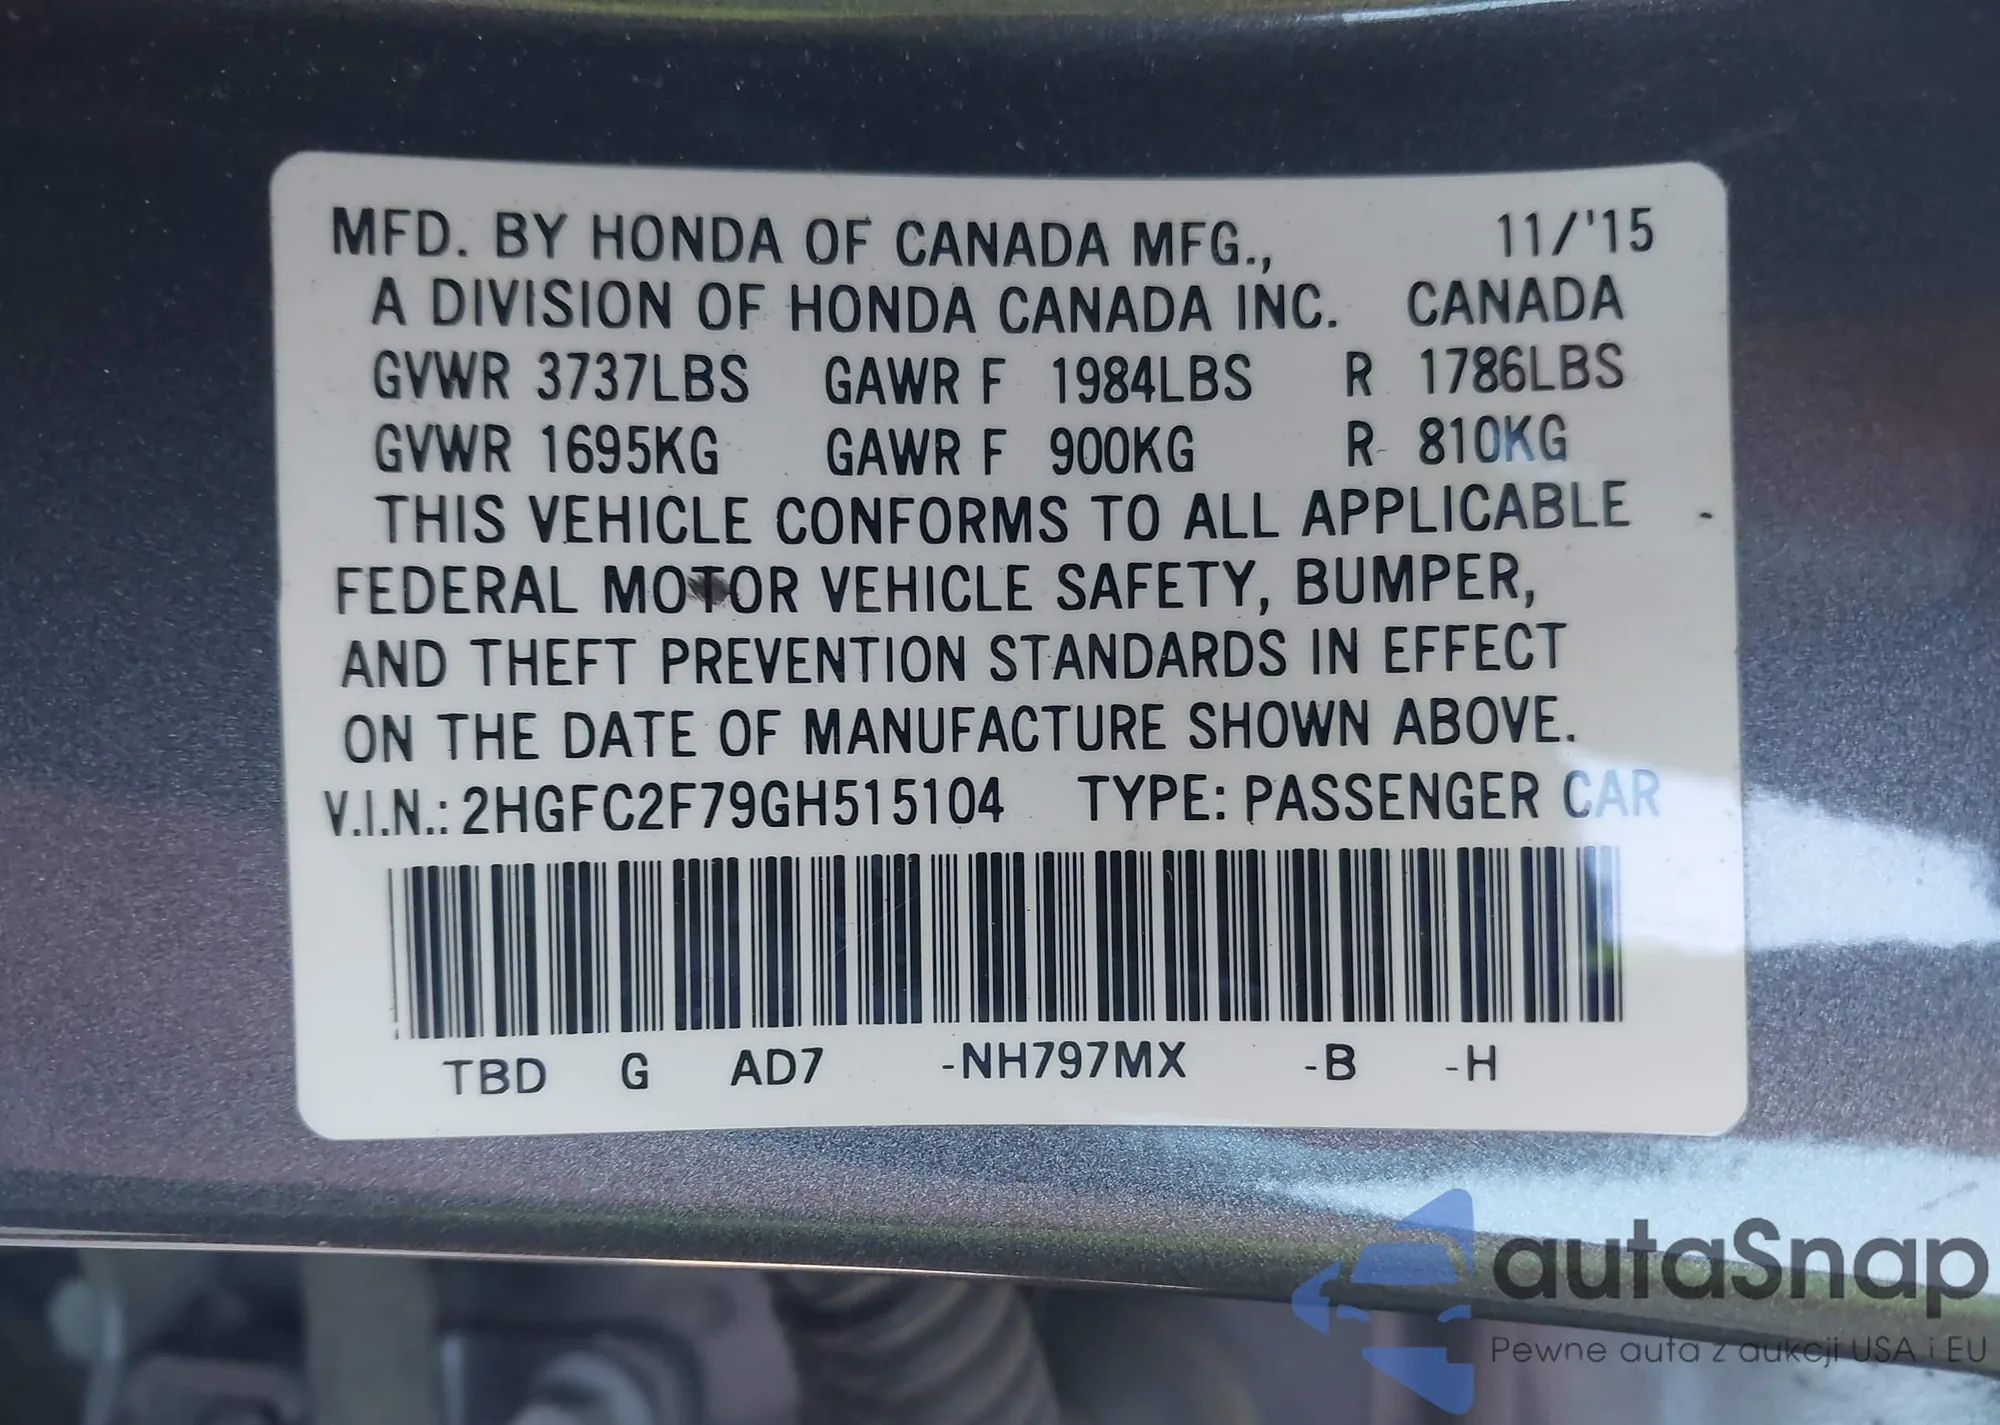 MFD. BY HONDA OF CANADA MFG., 11/'15
A DIVISION OF HONDA CANADA INC. CANADA
GVWR 3737LBS GAWR F 1984LBS R 1786LBS
GVWR 1695KG GAWR F 900KG R 810KG
THIS VEHICLE CONFORMS TO ALL APPLICABLE
FEDERAL MOTOR VEHICLE SAFETY, BUMPER,
AND THEFT PREVENTION STANDARDS IN EFFECT
ON THE DATE OF MANUFACTURE SHOWN ABOVE.
V.I.N.: 2HGFC2F79GH515104 TYPE: PASSENGER CAR
TBD G AD7 -NH797MX -B -H
autaSnap
Pewne auta z aukcji USA i EU